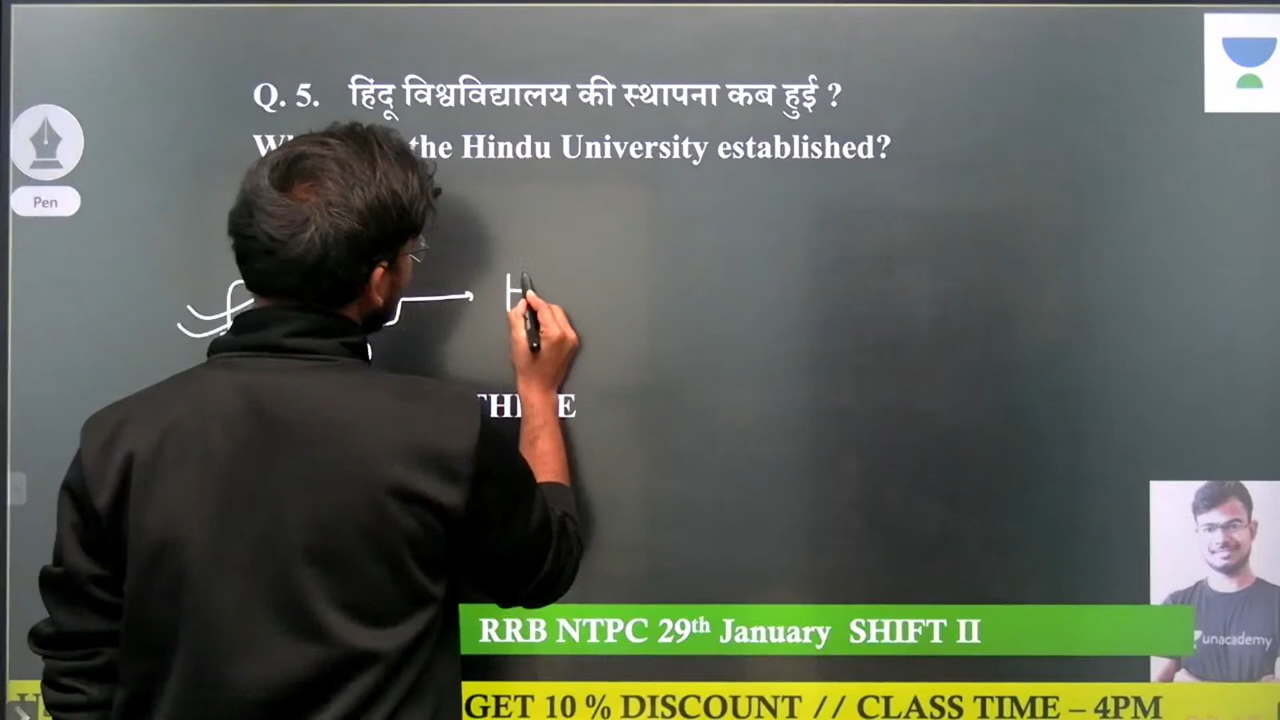 Q. 5. हिंदू विश्वविद्यालय की स्थापना कब हुई ?
the Hindu University established?
Pen
RRB NTPC 29th January SHIFT II
unacademy
GET 10 % DISCOUNT // CLASS TIME – 4PM